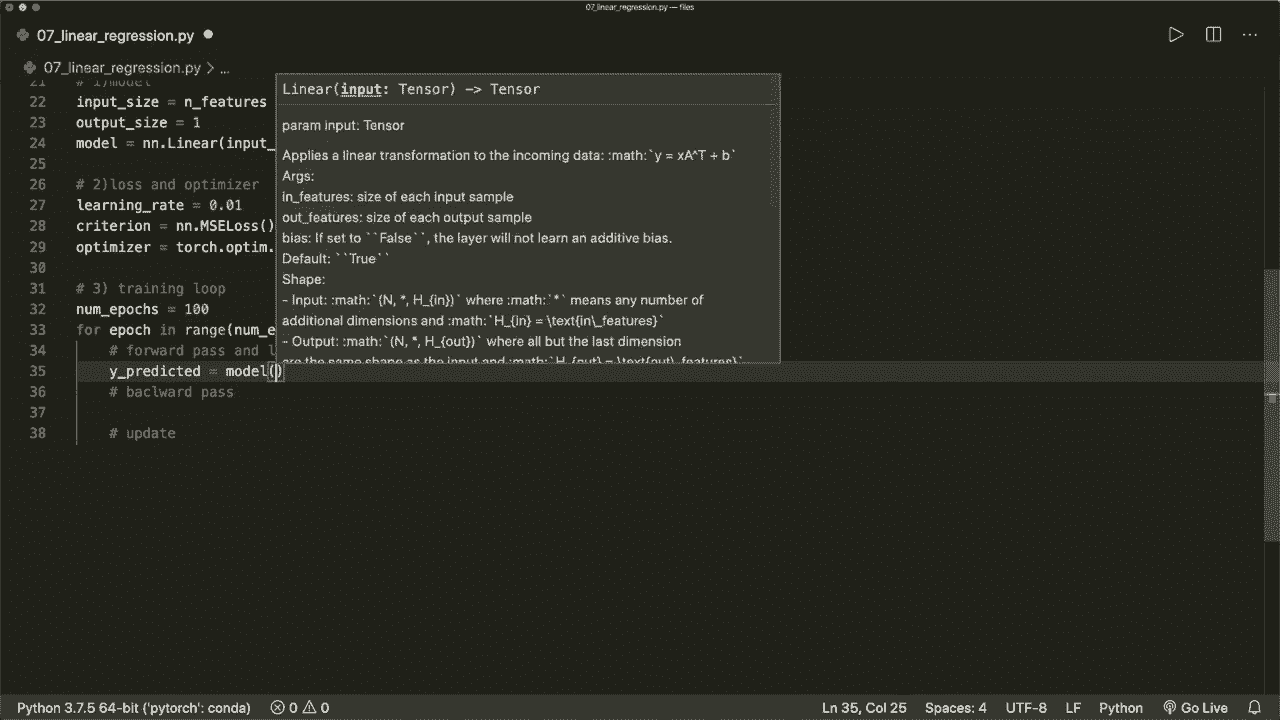 07_linear_regression.py — files
07_linear_regression.py
07_linear_regression.py > ...
21 # 1)model
22 input_size = n_features
23 output_size = 1
24 model = nn.Linear(input_
25
26 # 2)loss and optimizer
27 learning_rate = 0.01
28 criterion = nn.MSELoss()
29 optimizer = torch.optim.
30
31 # 3) training loop
32 num_epochs = 100
33 for epoch in range(num_e
34 # forward pass and l
35 y_predicted = model()
36 # baclward pass
37
38 # update
Linear(input: Tensor) -> Tensor
param input: Tensor
Applies a linear transformation to the incoming data: :math:`y = xA^T + b`
Args:
in_features: size of each input sample
out_features: size of each output sample
bias: If set to ``False``, the layer will not learn an additive bias.
Default: ``True``
Shape:
- Input: :math:`(N, *, H_{in})` where :math:`*` means any number of
additional dimensions and :math:`H_{in} = \text{in\_features}`
- Output: :math:`(N, *, H_{out})` where all but the last dimension
are the same shape as the input and :math:`H_{out} = \text{out\_features}`
Python 3.7.5 64-bit ('pytorch': conda) 0 0 Ln 35, Col 25 Spaces: 4 UTF-8 LF Python Go Live